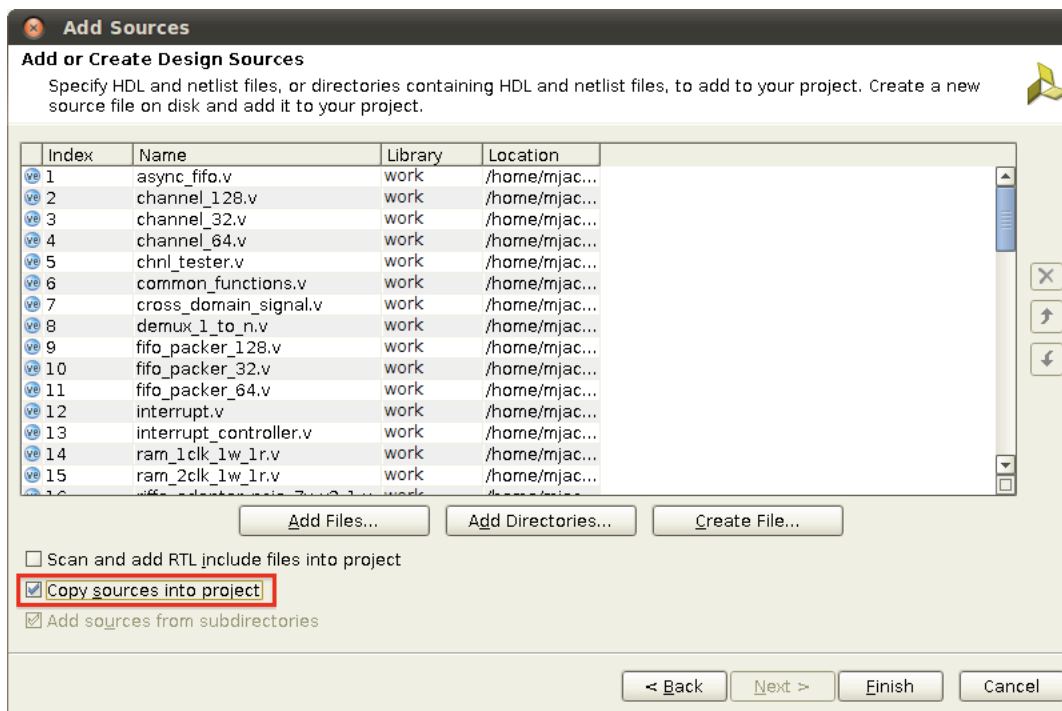 Add Sources
Add or Create Design Sources
Specify HDL and netlist files, or directories containing HDL and netlist files, to add to your project. Create a new
source file on disk and add it to your project.
Index Name Library Location
1 async_fifo.v work /home/mjac...
2 channel_128.v work /home/mjac...
3 channel_32.v work /home/mjac...
4 channel_64.v work /home/mjac...
5 chnl_tester.v work /home/mjac...
6 common_functions.v work /home/mjac...
7 cross_domain_signal.v work /home/mjac...
8 demux_1_to_n.v work /home/mjac...
9 fifo_packer_128.v work /home/mjac...
10 fifo_packer_32.v work /home/mjac...
11 fifo_packer_64.v work /home/mjac...
12 interrupt.v work /home/mjac...
13 interrupt_controller.v work /home/mjac...
14 ram_1clk_1w_1r.v work /home/mjac...
15 ram_2clk_1w_1r.v work /home/mjac...
Add Files... Add Directories... Create File...
Scan and add RTL include files into project
Copy sources into project
Add sources from subdirectories
< Back Next > Finish Cancel